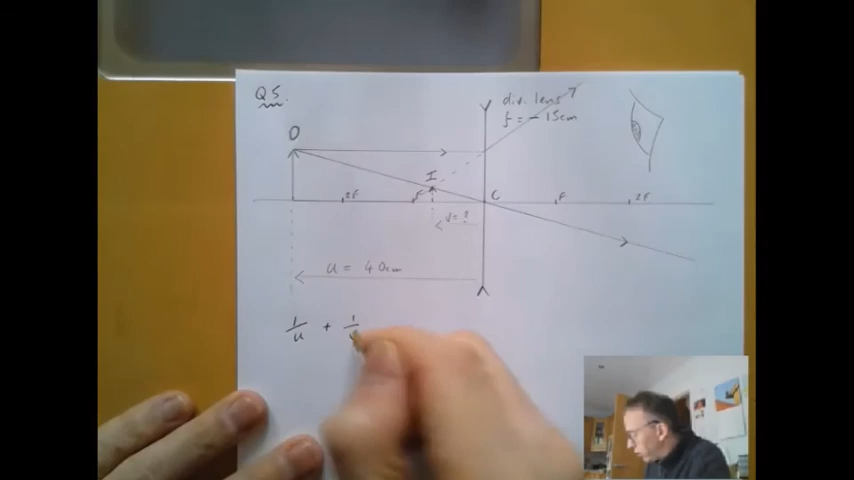 Q5.
div. lens
f = - 15cm
O
I
2F
F
C
F
2F
v = ?
u = 40cm
1/u + 1/v